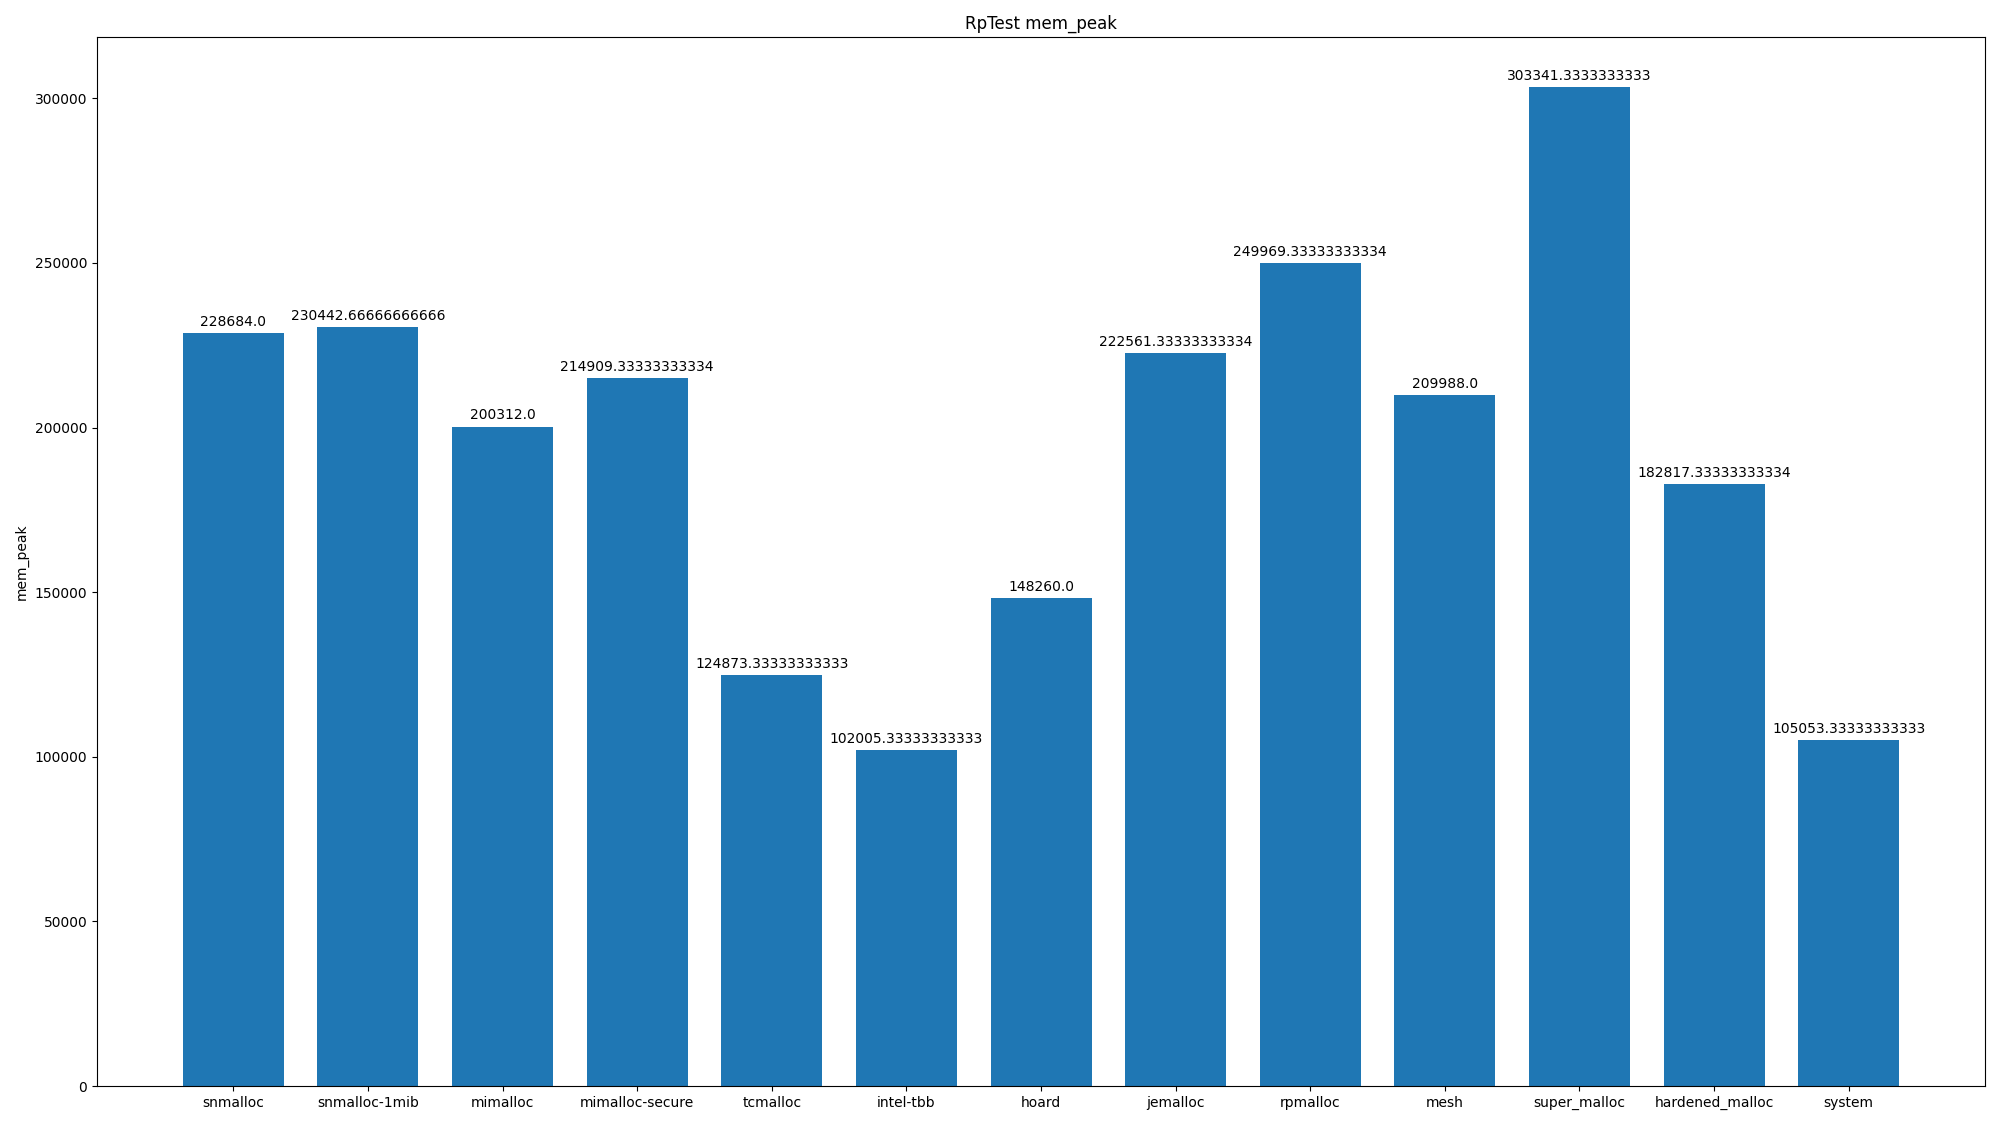 RpTest mem_peak
mem_peak
300000
250000
200000
150000
100000
50000
0
228684.0
230442.66666666666
200312.0
214909.33333333334
124873.33333333333
102005.33333333333
148260.0
222561.33333333334
249969.33333333334
209988.0
303341.3333333333
182817.33333333334
105053.33333333333
snmalloc
snmalloc-1mib
mimalloc
mimalloc-secure
tcmalloc
intel-tbb
hoard
jemalloc
rpmalloc
mesh
super_malloc
hardened_malloc
system